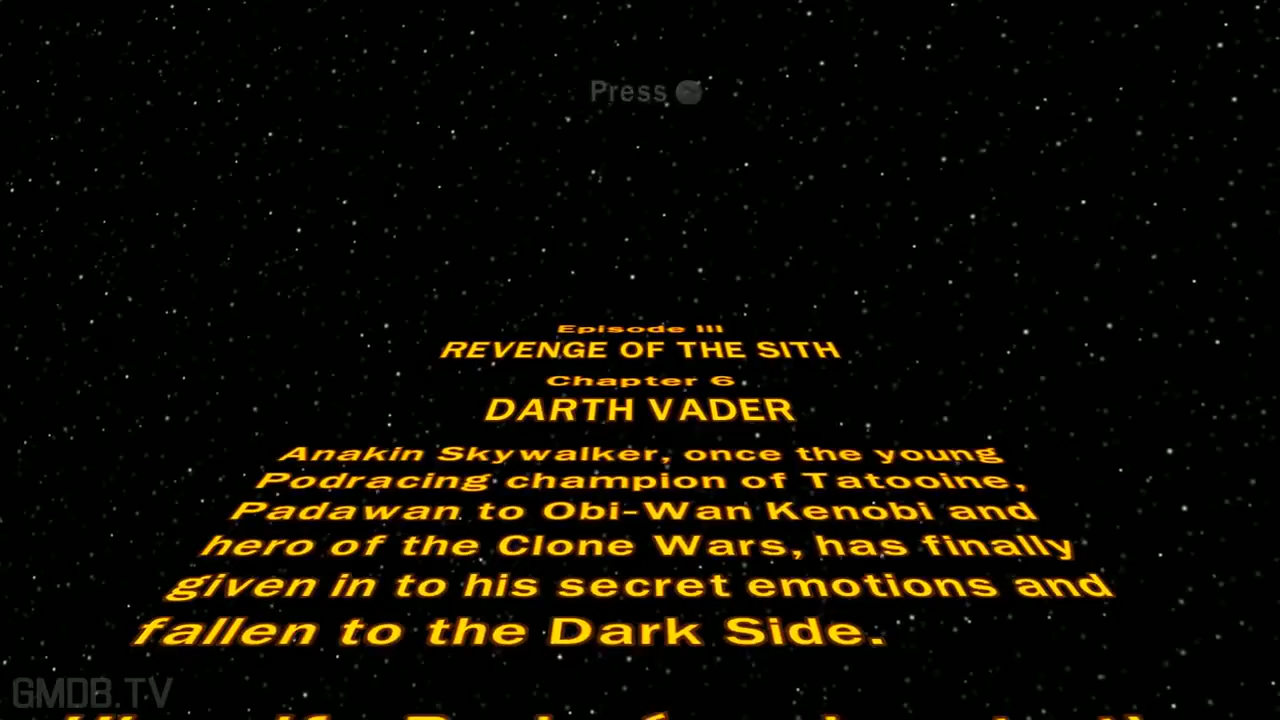 Press
Episode III
REVENGE OF THE SITH
Chapter 6
DARTH VADER
Anakin Skywalker, once the young
Podracing champion of Tatooine,
Padawan to Obi-Wan Kenobi and
hero of the Clone Wars, has finally
given in to his secret emotions and
fallen to the Dark Side.
GMDB.TV